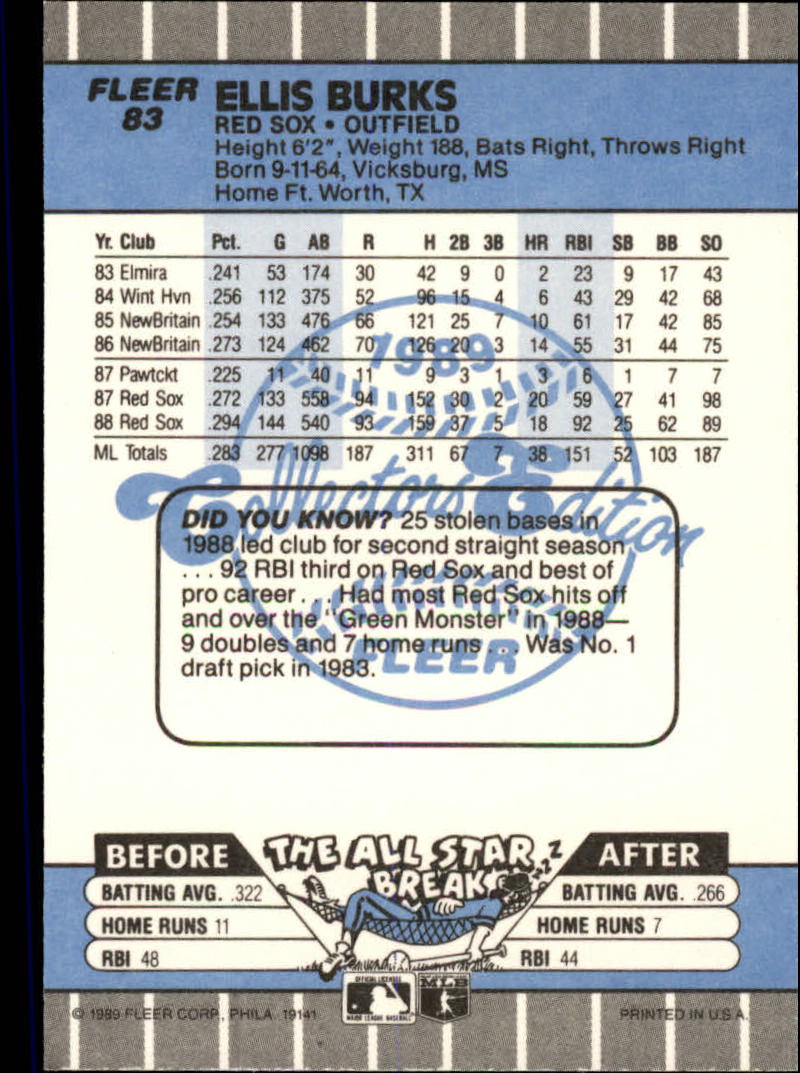 FLEER
83
ELLIS BURKS
RED SOX • OUTFIELD
Height 6'2", Weight 188, Bats Right, Throws Right
Born 9-11-64, Vicksburg, MS
Home Ft. Worth, TX
Yr. Club Pct. G AB R H 2B 3B HR RBI SB BB SO
83 Elmira .241 53 174 30 42 9 0 2 23 9 17 43
84 Wint Hvn .256 112 375 52 96 15 4 6 43 29 42 68
85 NewBritain .254 133 476 66 121 25 7 10 61 17 42 85
86 NewBritain .273 124 462 70 126 20 3 14 55 31 44 75
87 Pawtckt .225 11 40 11 9 3 1 3 6 1 7 7
87 Red Sox .272 133 558 94 152 30 2 20 59 27 41 98
88 Red Sox .294 144 540 93 159 37 5 18 92 25 62 89
ML Totals .283 277 1098 187 311 67 7 38 151 52 103 187
1989
Collectors Edition
FLEER
DID YOU KNOW? 25 stolen bases in
1988 led club for second straight season
. . . 92 RBI third on Red Sox and best of
pro career . . . Had most Red Sox hits off
and over the "Green Monster" in 1988—
9 doubles and 7 home runs . . . Was No. 1
draft pick in 1983.
BEFORE
THE ALL STAR
BREAK
zzZ
AFTER
BATTING AVG. .322
HOME RUNS 11
RBI 48
BATTING AVG. .266
HOME RUNS 7
RBI 44
OFFICIAL LICENSEE
MAJOR LEAGUE BASEBALL
MLB
© 1989 FLEER CORP., PHILA. 19141
PRINTED IN U.S.A.